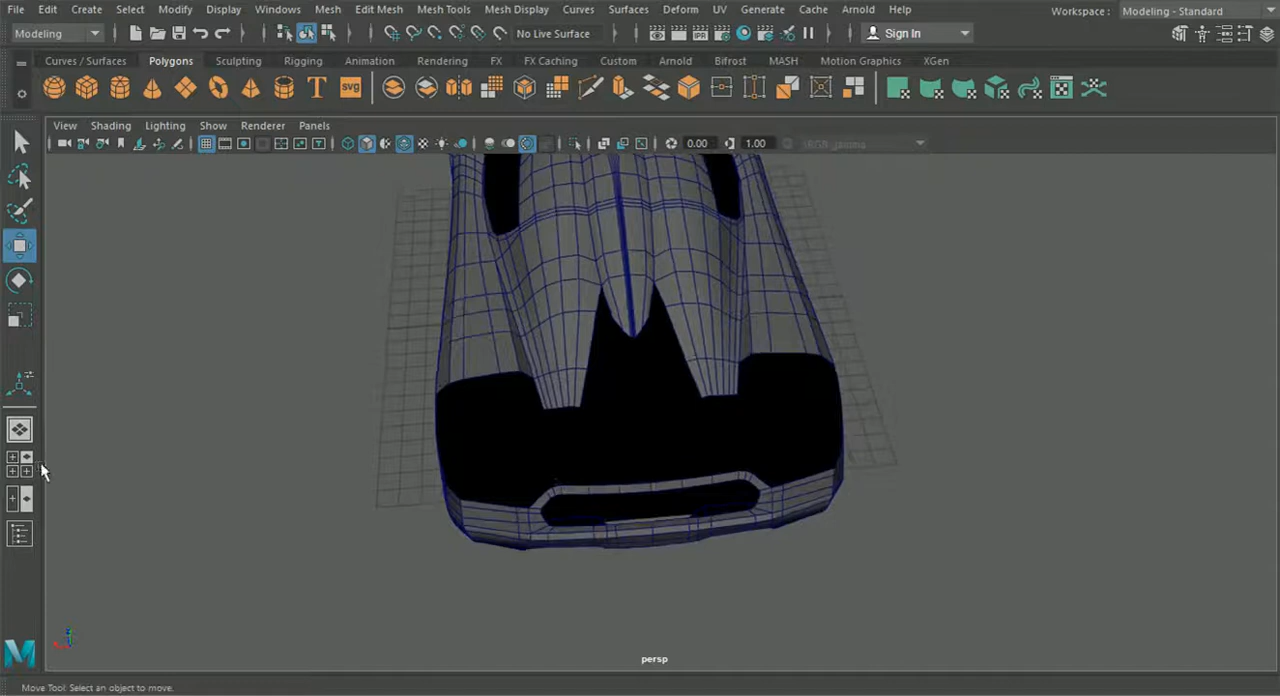 File Edit Create Select Modify Display Windows Mesh Edit Mesh Mesh Tools Mesh Display Curves Surfaces Deform UV Generate Cache Arnold Help Workspace: Modeling - Standard
Modeling No Live Surface Sign In
Curves / Surfaces Polygons Sculpting Rigging Animation Rendering FX FX Caching Custom Arnold Bifrost MASH Motion Graphics XGen
T svg
View Shading Lighting Show Renderer Panels
0.00 1.00 sRGB gamma
persp
M
Move Tool: Select an object to move.